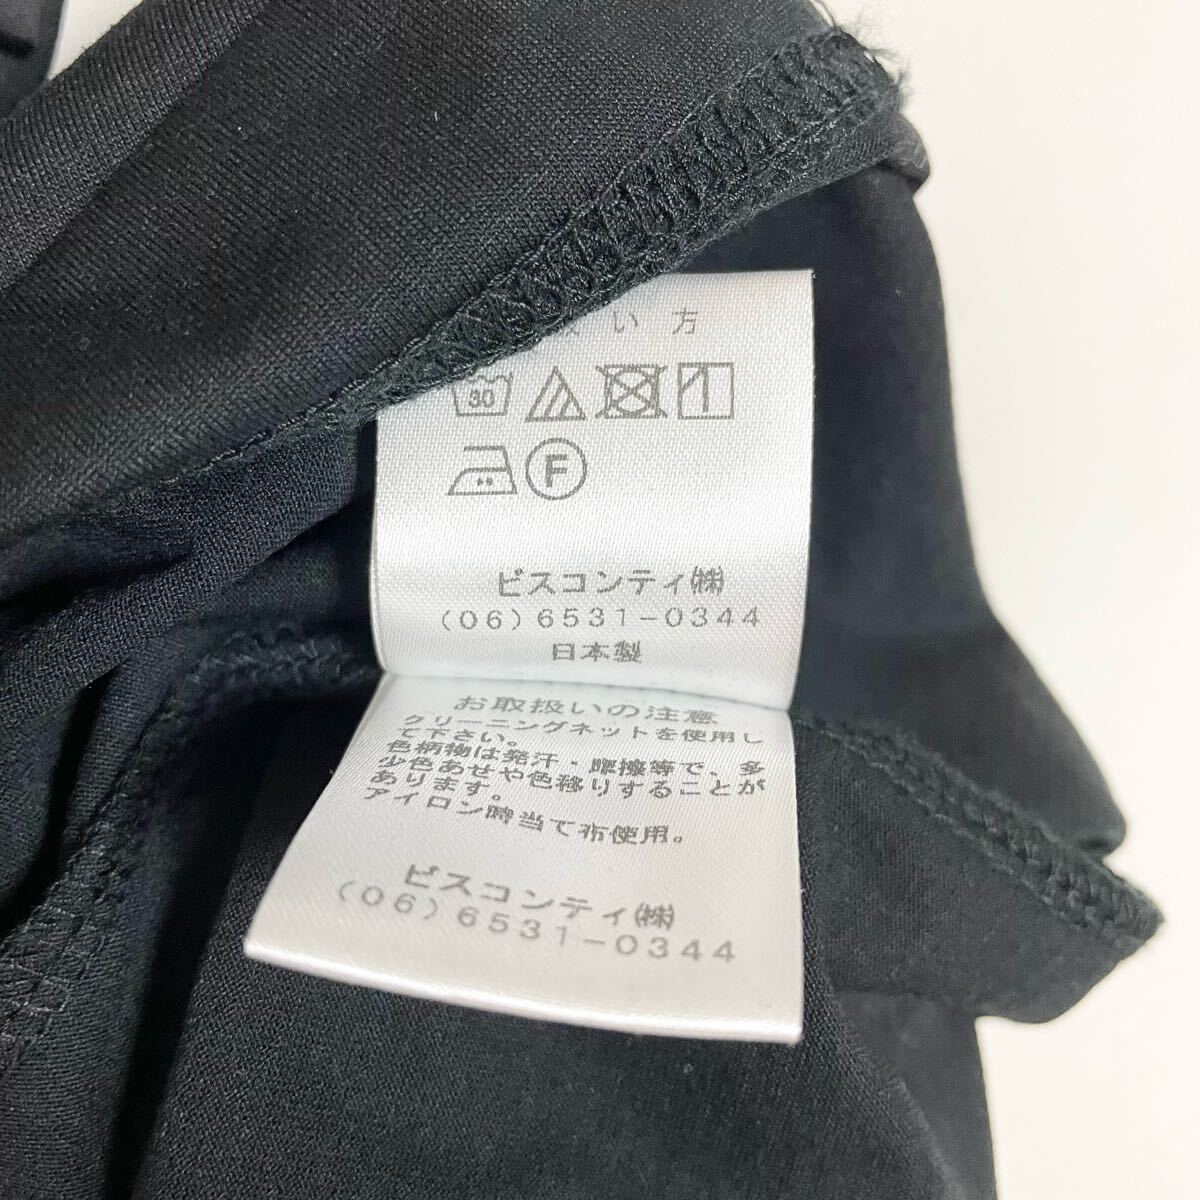 い方
30
F
ビスコンティ㈱
(06)6531-0344
日本製
お取扱いの注意
クリーニングネットを使用し
て下さい。
色柄物は発汗・摩擦等で、多
少色あせや色移りすることが
あります。
アイロン時当て布使用。
ビスコンティ㈱
(06)6531-0344